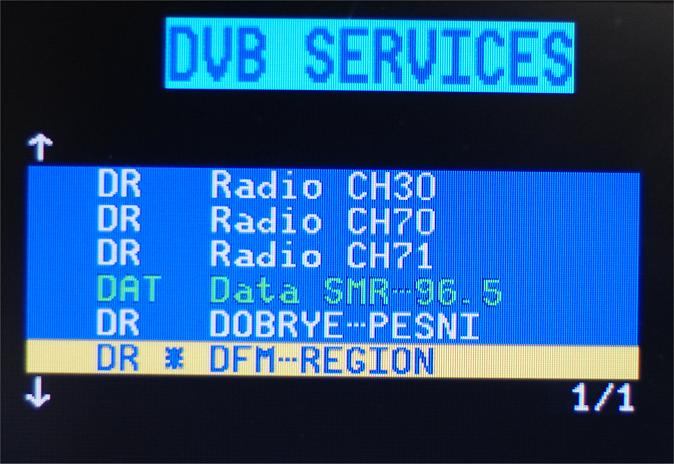 DVB SERVICES
↑
DR Radio CH30
DR Radio CH70
DR Radio CH71
DAT Data SMR-96.5
DR DOBRYE-PESNI
DR * DFM-REGION
↓ 1/1